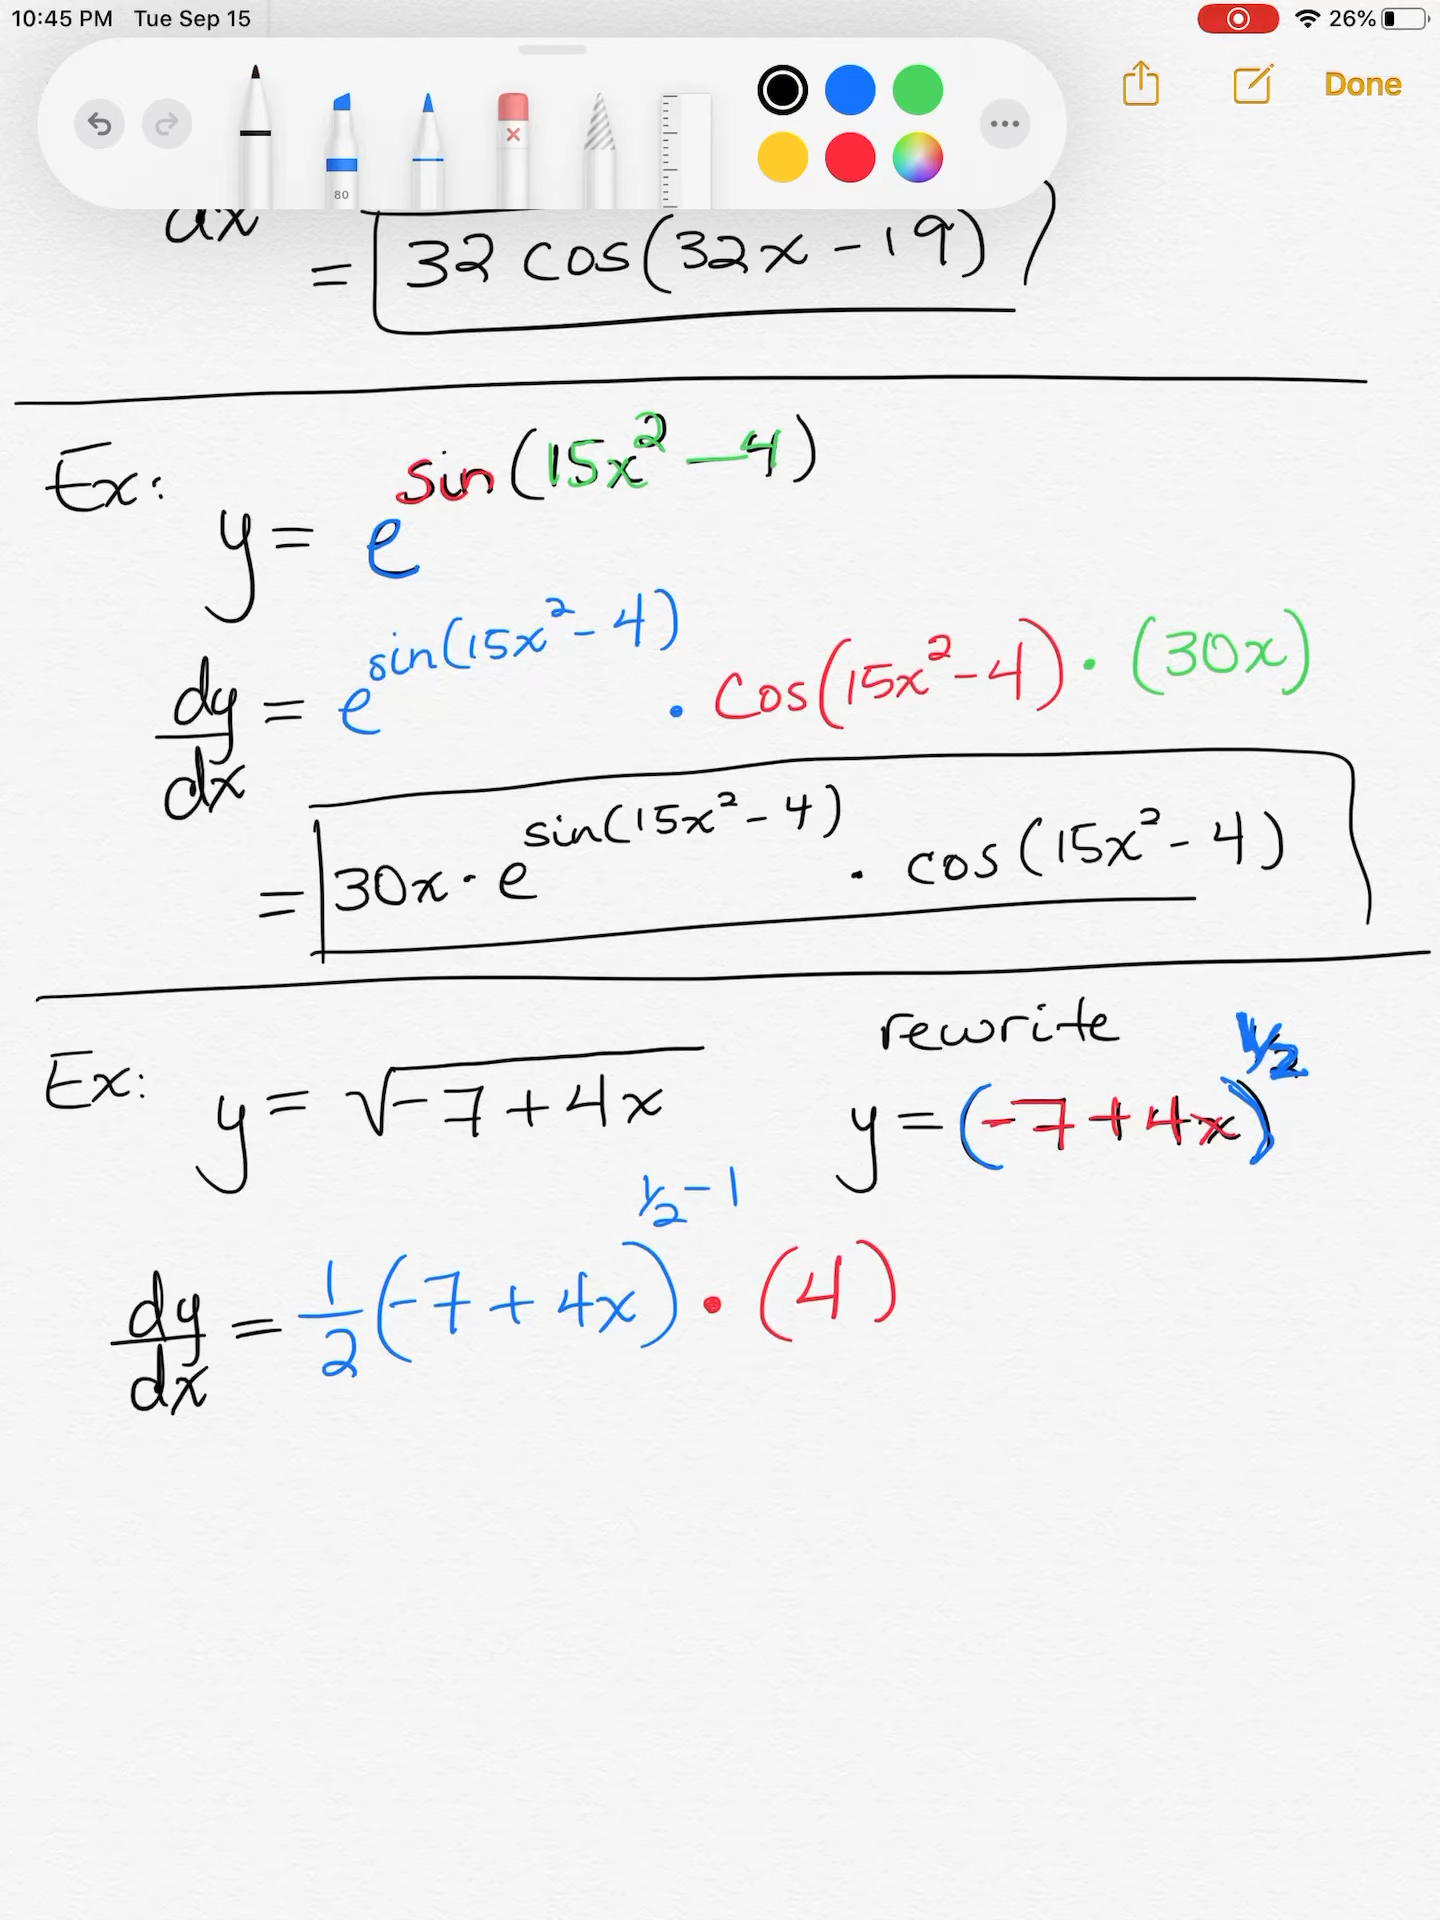 10:45 PM Tue Sep 15 26%
Done
80
dx
= 32 cos(32x - 19)
Ex: y = e^sin(15x² - 4)
dy/dx = e^sin(15x² - 4) · cos(15x² - 4) · (30x)
= 30x · e^sin(15x² - 4) · cos(15x² - 4)
rewrite
Ex: y = √-7 + 4x y = (-7 + 4x)^1/2
dy/dx = 1/2 (-7 + 4x)^1/2 - 1 · (4)